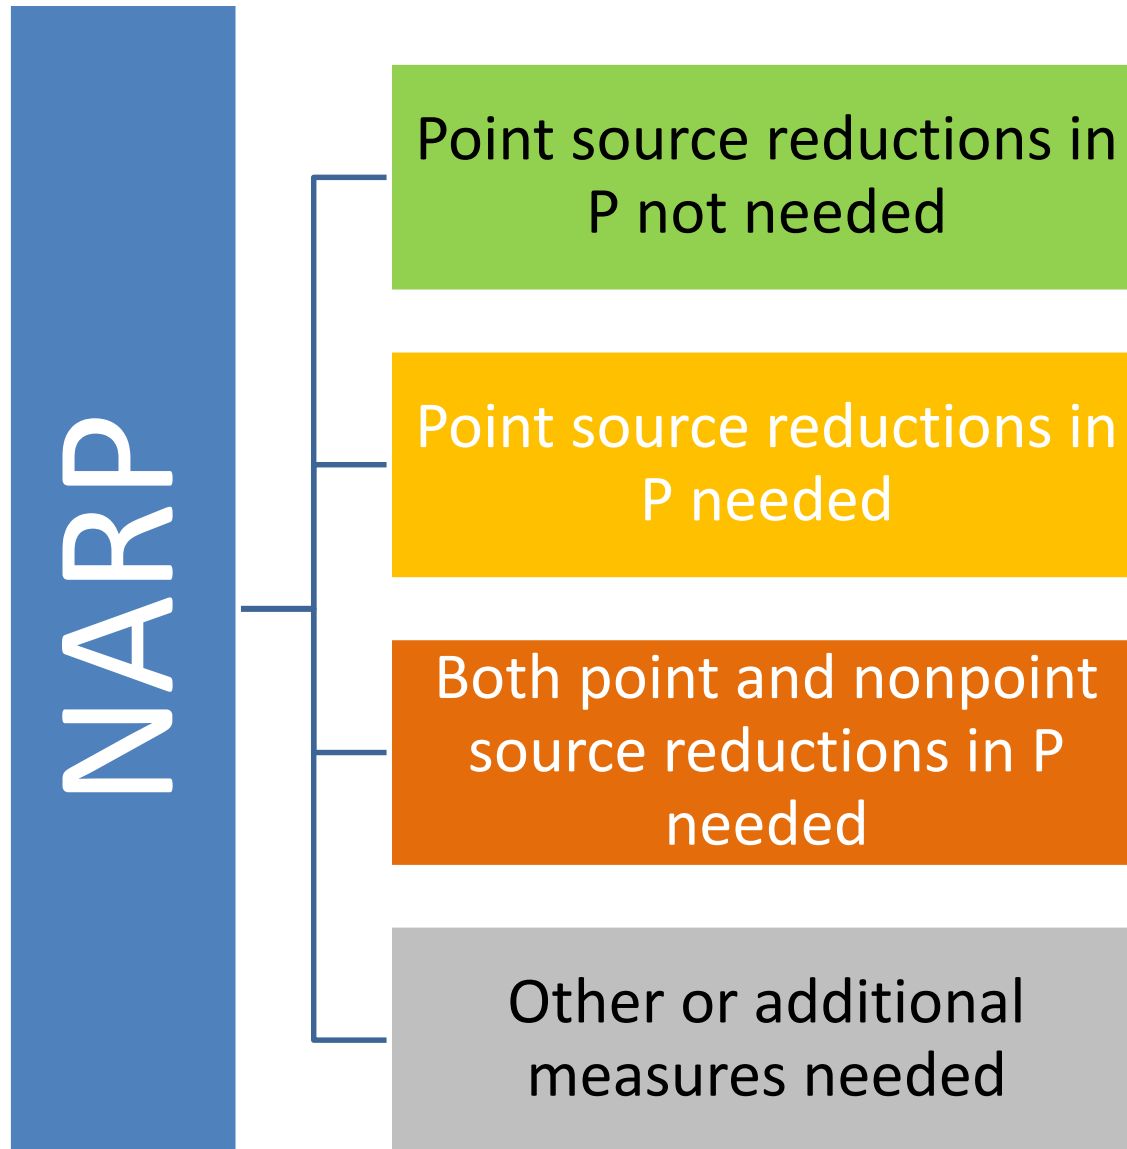 NARP
Point source reductions in
P not needed
Point source reductions in
P needed
Both point and nonpoint
source reductions in P
needed
Other or additional
measures needed